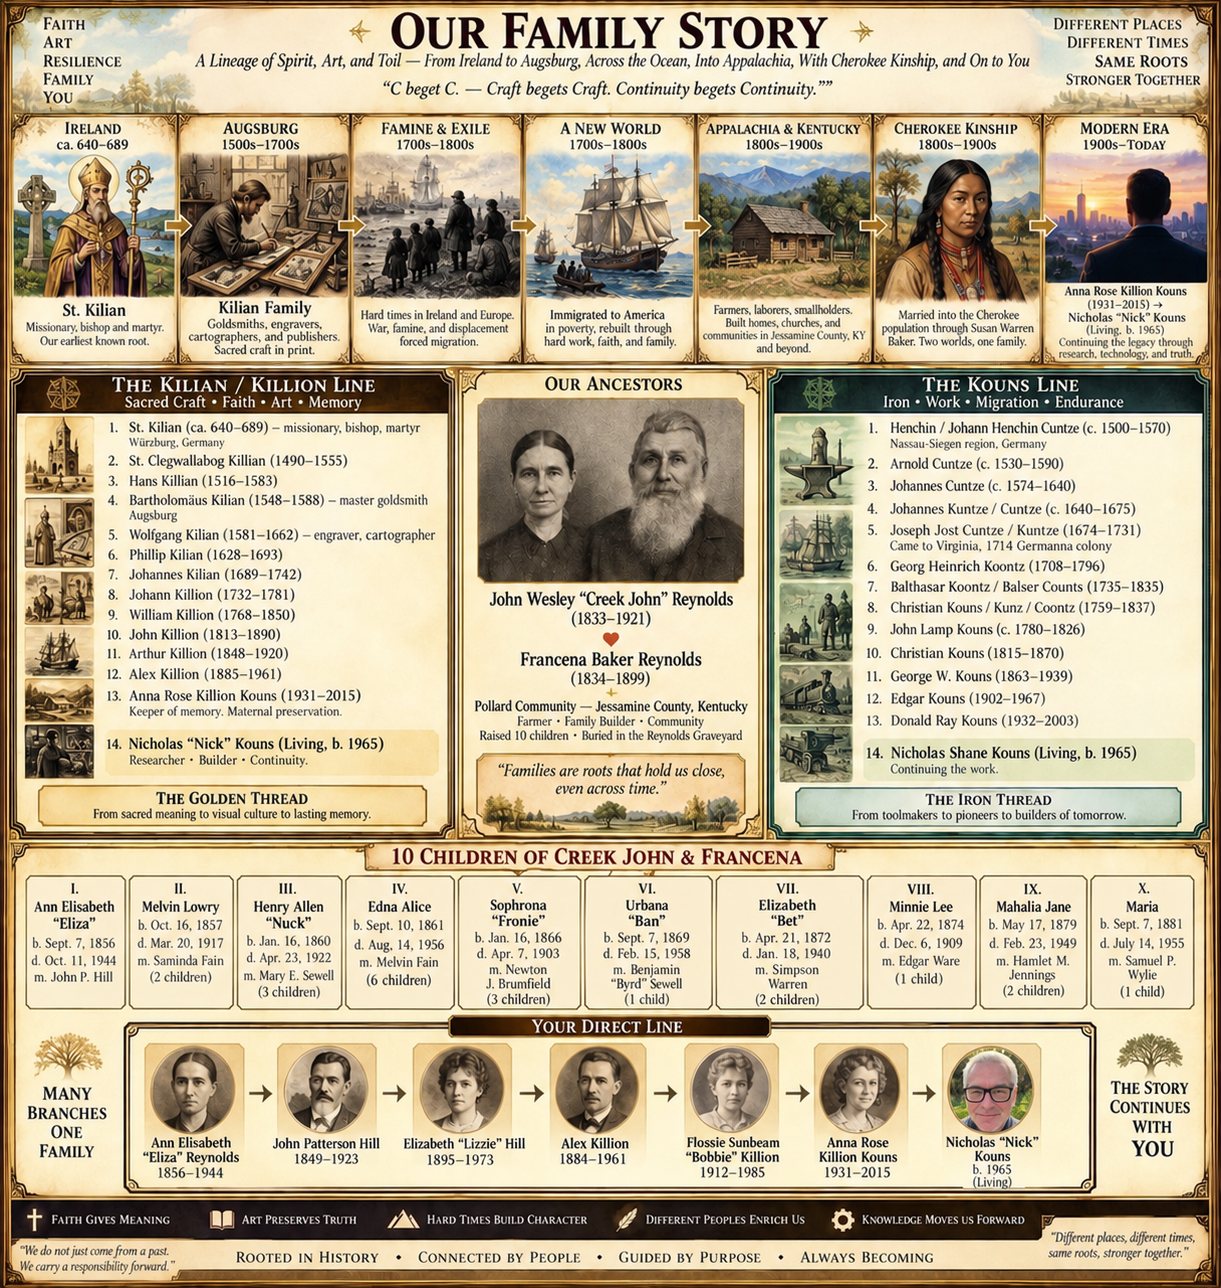 FAITH
ART
RESILIENCE
FAMILY
YOU
OUR FAMILY STORY
A Lineage of Spirit, Art, and Toil — From Ireland to Augsburg, Across the Ocean, Into Appalachia, With Cherokee Kinship, and On to You
“C beget C. — Craft begets Craft. Continuity begets Continuity.””
DIFFERENT PLACES
DIFFERENT TIMES
SAME ROOTS
STRONGER TOGETHER
IRELAND
ca. 640–689
St. Kilian
Missionary, bishop and martyr.
Our earliest known root.
AUGSBURG
1500s–1700s
Kilian Family
Goldsmiths, engravers,
cartographers, and publishers.
Sacred craft in print.
FAMINE & EXILE
1700s–1800s
Hard times in Ireland and Europe.
War, famine, and displacement
forced migration.
A NEW WORLD
1700s–1800s
Immigrated to America
in poverty, rebuilt through
hard work, faith, and family.
APPALACHIA & KENTUCKY
1800s–1900s
Farmers, laborers, smallholders.
Built homes, churches, and
communities in Jessamine County, KY
and beyond.
CHEROKEE KINSHIP
1800s–1900s
Married into the Cherokee
population through Susan Warren
Baker. Two worlds, one family.
MODERN ERA
1900s–TODAY
Anna Rose Killion Kouns
(1931–2015) →
Nicholas “Nick” Kouns
(Living, b. 1965)
Continuing the legacy through
research, technology, and truth.
THE KILIAN / KILLION LINE
Sacred Craft • Faith • Art • Memory
1. St. Kilian (ca. 640–689) – missionary, bishop, martyr
Würzburg, Germany
2. St. Clegwallabog Killian (1490–1555)
3. Hans Killian (1516–1583)
4. Bartholomäus Kilian (1548–1588) – master goldsmith
Augsburg
5. Wolfgang Kilian (1581–1662) – engraver, cartographer
6. Phillip Kilian (1628–1693)
7. Johannes Kilian (1689–1742)
8. Johann Killion (1732–1781)
9. William Killion (1768–1850)
10. John Killion (1813–1890)
11. Arthur Killion (1848–1920)
12. Alex Killion (1885–1961)
13. Anna Rose Killion Kouns (1931–2015)
Keeper of memory. Maternal preservation.
14. Nicholas “Nick” Kouns (Living, b. 1965)
Researcher • Builder • Continuity.
THE GOLDEN THREAD
From sacred meaning to visual culture to lasting memory.
OUR ANCESTORS
John Wesley “Creek John” Reynolds
(1833–1921)
Francena Baker Reynolds
(1834–1899)
Pollard Community — Jessamine County, Kentucky
Farmer • Family Builder • Community
Raised 10 children • Buried in the Reynolds Graveyard
“Families are roots that hold us close,
even across time.”
THE KOUNS LINE
Iron • Work • Migration • Endurance
1. Henchin / Johann Henchin Cuntze (c. 1500–1570)
Nassau-Siegen region, Germany
2. Arnold Cuntze (c. 1530–1590)
3. Johannes Cuntze (c. 1574–1640)
4. Johannes Kuntze / Cuntze (c. 1640–1675)
5. Joseph Jost Cuntze / Kuntze (1674–1731)
Came to Virginia, 1714 Germanna colony
6. Georg Heinrich Koontz (1708–1796)
7. Balthasar Koontz / Balser Counts (1735–1835)
8. Christian Kouns / Kunz / Coontz (1759–1837)
9. John Lamp Kouns (c. 1780–1826)
10. Christian Kouns (1815–1870)
11. George W. Kouns (1863–1939)
12. Edgar Kouns (1902–1967)
13. Donald Ray Kouns (1932–2003)
14. Nicholas Shane Kouns (Living, b. 1965)
Continuing the work.
THE IRON THREAD
From toolmakers to pioneers to builders of tomorrow.
10 CHILDREN OF CREEK JOHN & FRANCENA
I.
Ann Elisabeth
“Eliza”
b. Sept. 7, 1856
d. Oct. 11, 1944
m. John P. Hill
II.
Melvin Lowry
b. Oct. 16, 1857
d. Mar. 20, 1917
m. Saminda Fain
(2 children)
III.
Henry Allen
“Nuck”
b. Jan. 16, 1860
d. Apr. 23, 1922
m. Mary E. Sewell
(3 children)
IV.
Edna Alice
b. Sept. 10, 1861
d. Aug, 14, 1956
m. Melvin Fain
(6 children)
V.
Sophrona
“Fronie”
b. Jan. 16, 1866
d. Apr. 7, 1903
m. Newton
J. Brumfield
(3 children)
VI.
Urbana
“Ban”
b. Sept. 7, 1869
d. Feb. 15, 1958
m. Benjamin
“Byrd” Sewell
(1 child)
VII.
Elizabeth
“Bet”
b. Apr. 21, 1872
d. Jan. 18, 1940
m. Simpson
Warren
(2 children)
VIII.
Minnie Lee
b. Apr. 22, 1874
d. Dec. 6, 1909
m. Edgar Ware
(1 child)
IX.
Mahalia Jane
b. May 17, 1879
d. Feb. 23, 1949
m. Hamlet M.
Jennings
(2 children)
X.
Maria
b. Sept. 7, 1881
d. July 14, 1955
m. Samuel P.
Wylie
(1 child)
YOUR DIRECT LINE
MANY
BRANCHES
ONE
FAMILY
Ann Elisabeth
“Eliza” Reynolds
1856–1944
John Patterson Hill
1849–1923
Elizabeth “Lizzie” Hill
1895–1973
Alex Killion
1884–1961
Flossie Sunbeam
“Bobbie” Killion
1912–1985
Anna Rose
Killion Kouns
1931–2015
Nicholas “Nick”
Kouns
b. 1965
(Living)
THE STORY
CONTINUES
WITH
YOU
FAITH GIVES MEANING
ART PRESERVES TRUTH
HARD TIMES BUILD CHARACTER
DIFFERENT PEOPLES ENRICH US
KNOWLEDGE MOVES US FORWARD
“We do not just come from a past.
We carry a responsibility forward.”
ROOTED IN HISTORY • CONNECTED BY PEOPLE • GUIDED BY PURPOSE • ALWAYS BECOMING
“Different places, different times,
same roots, stronger together.”